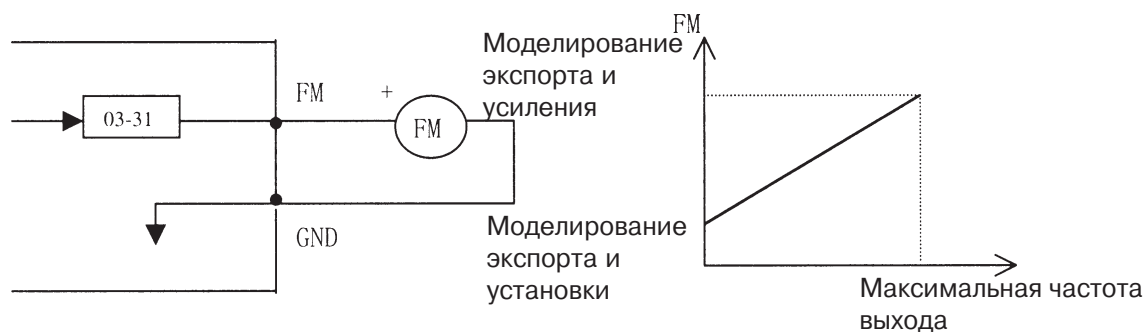 FM
Моделирование
экспорта и
усиления
FM
+
03-31
FM
GND
Моделирование
экспорта и
установки
Максимальная частота
выхода